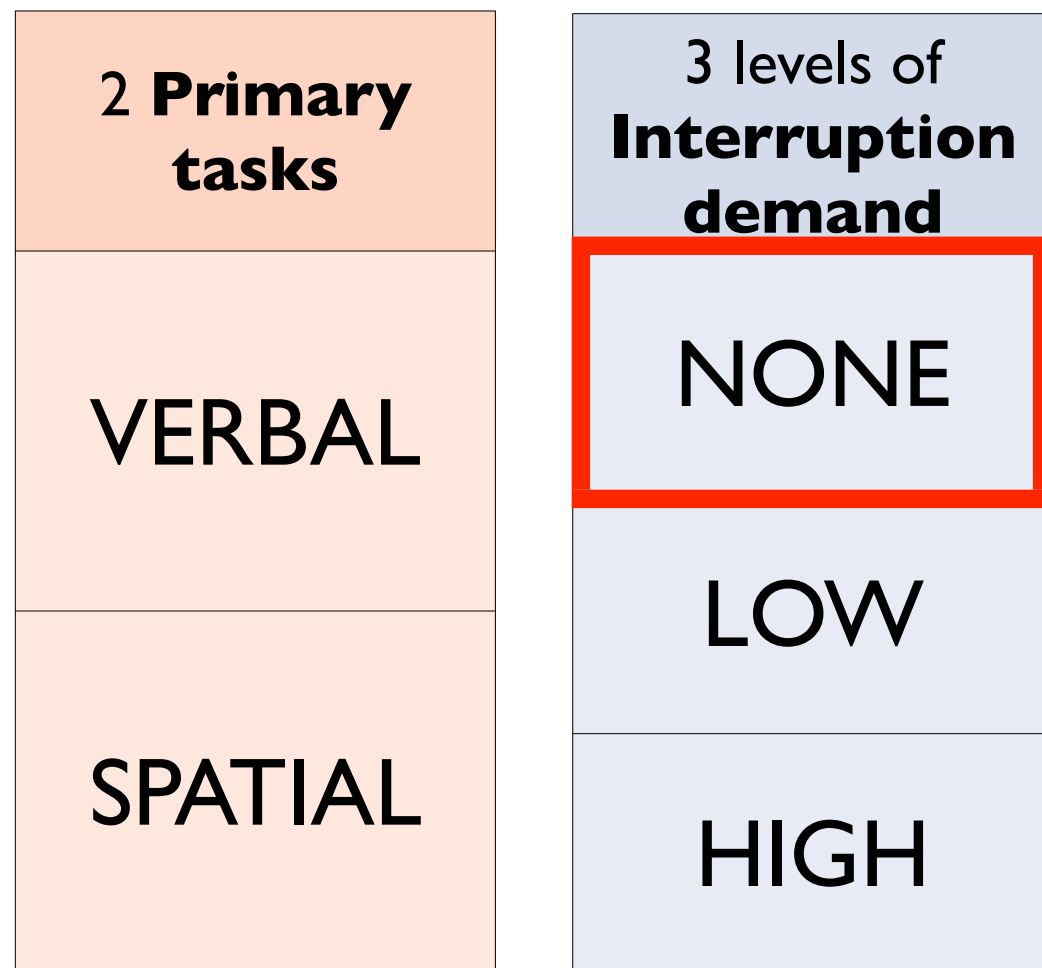 2 Primary
tasks
VERBAL
SPATIAL
3 levels of
Interruption
demand
NONE
LOW
HIGH